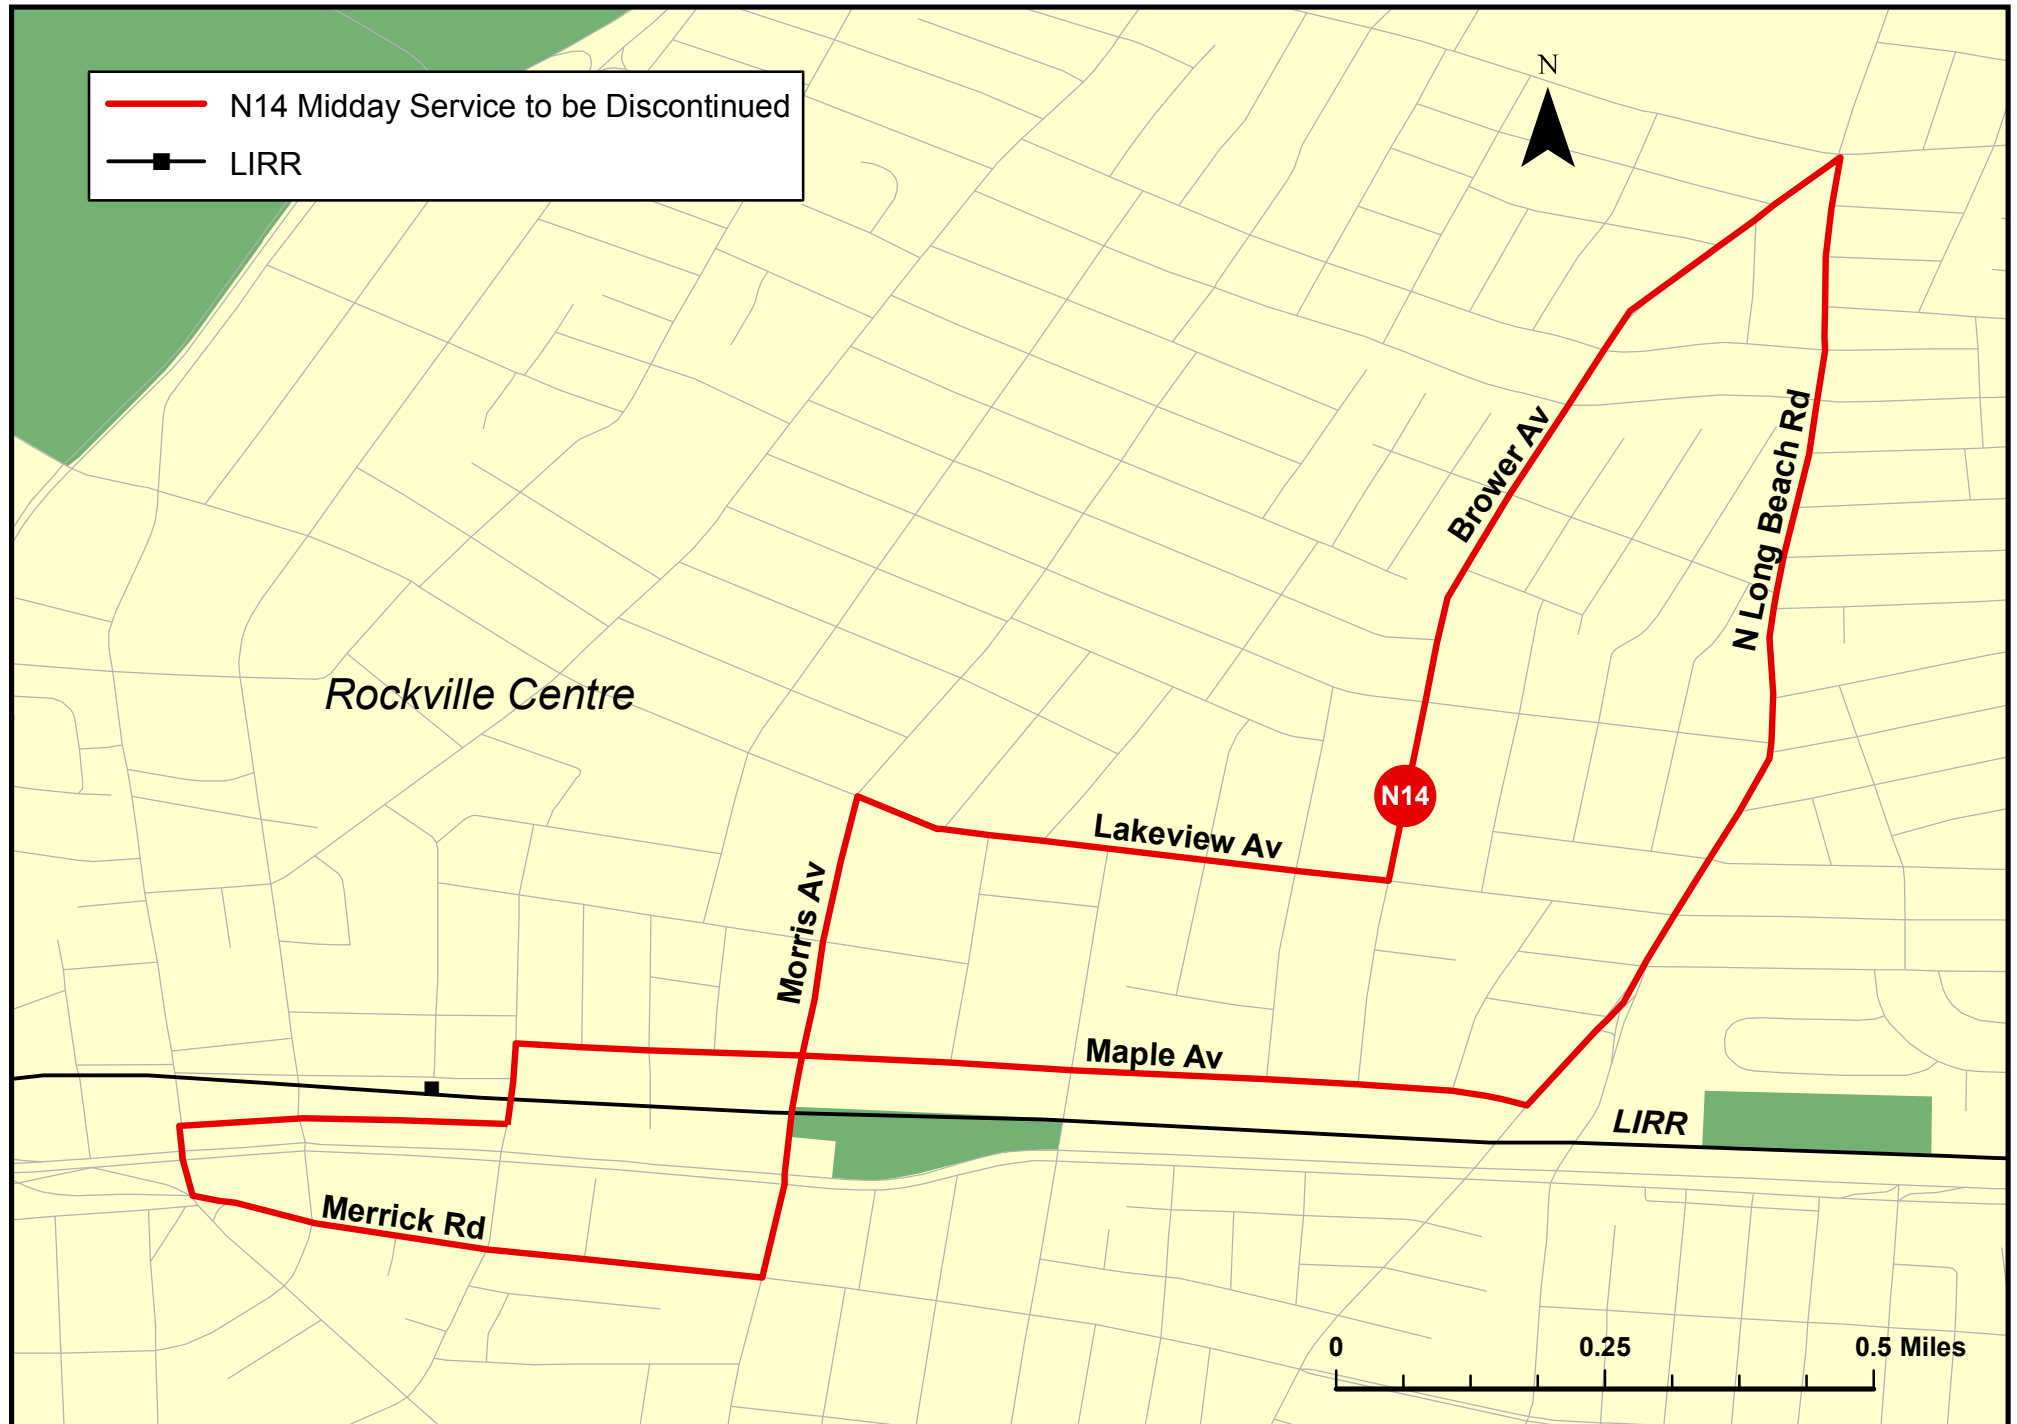 N
N14 Midday Service to be Discontinued
LIRR
Brower Av
N Long Beach Rd
Rockville Centre
N14
Lakeview Av
Morris Av
Maple Av
LIRR
Merrick Rd
0 0.25 0.5 Miles